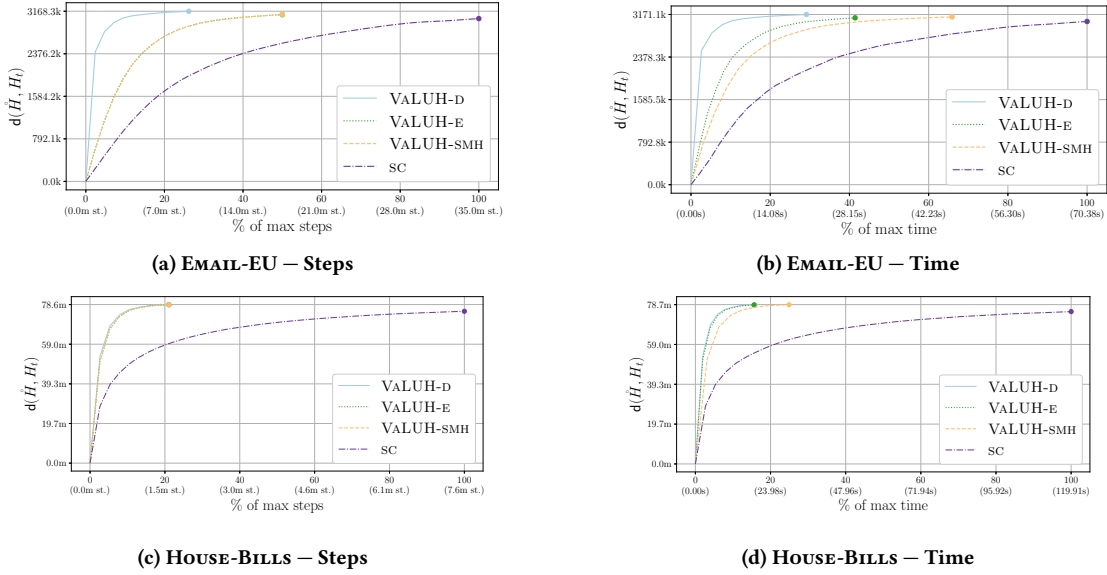 3168.3k
2376.2k
1584.2k
792.1k
0.0k
d(H̊, H_t)
VALUH-D
VALUH-E
VALUH-SMH
SC
0 20 40 60 80 100
(0.0m st.) (7.0m st.) (14.0m st.) (21.0m st.) (28.0m st.) (35.0m st.)
% of max steps
(a) EMAIL-EU — Steps
3171.1k
2378.3k
1585.5k
792.8k
0.0k
d(H̊, H_t)
VALUH-D
VALUH-E
VALUH-SMH
SC
0 20 40 60 80 100
(0.00s) (14.08s) (28.15s) (42.23s) (56.30s) (70.38s)
% of max time
(b) EMAIL-EU — Time
78.6m
59.0m
39.3m
19.7m
0.0m
d(H̊, H_t)
VALUH-D
VALUH-E
VALUH-SMH
SC
0 20 40 60 80 100
(0.0m st.) (1.5m st.) (3.0m st.) (4.6m st.) (6.1m st.) (7.6m st.)
% of max steps
(c) HOUSE-BILLS — Steps
78.7m
59.0m
39.3m
19.7m
0.0m
d(H̊, H_t)
VALUH-D
VALUH-E
VALUH-SMH
SC
0 20 40 60 80 100
(0.00s) (23.98s) (47.96s) (71.94s) (95.92s) (119.91s)
% of max time
(d) HOUSE-BILLS — Time